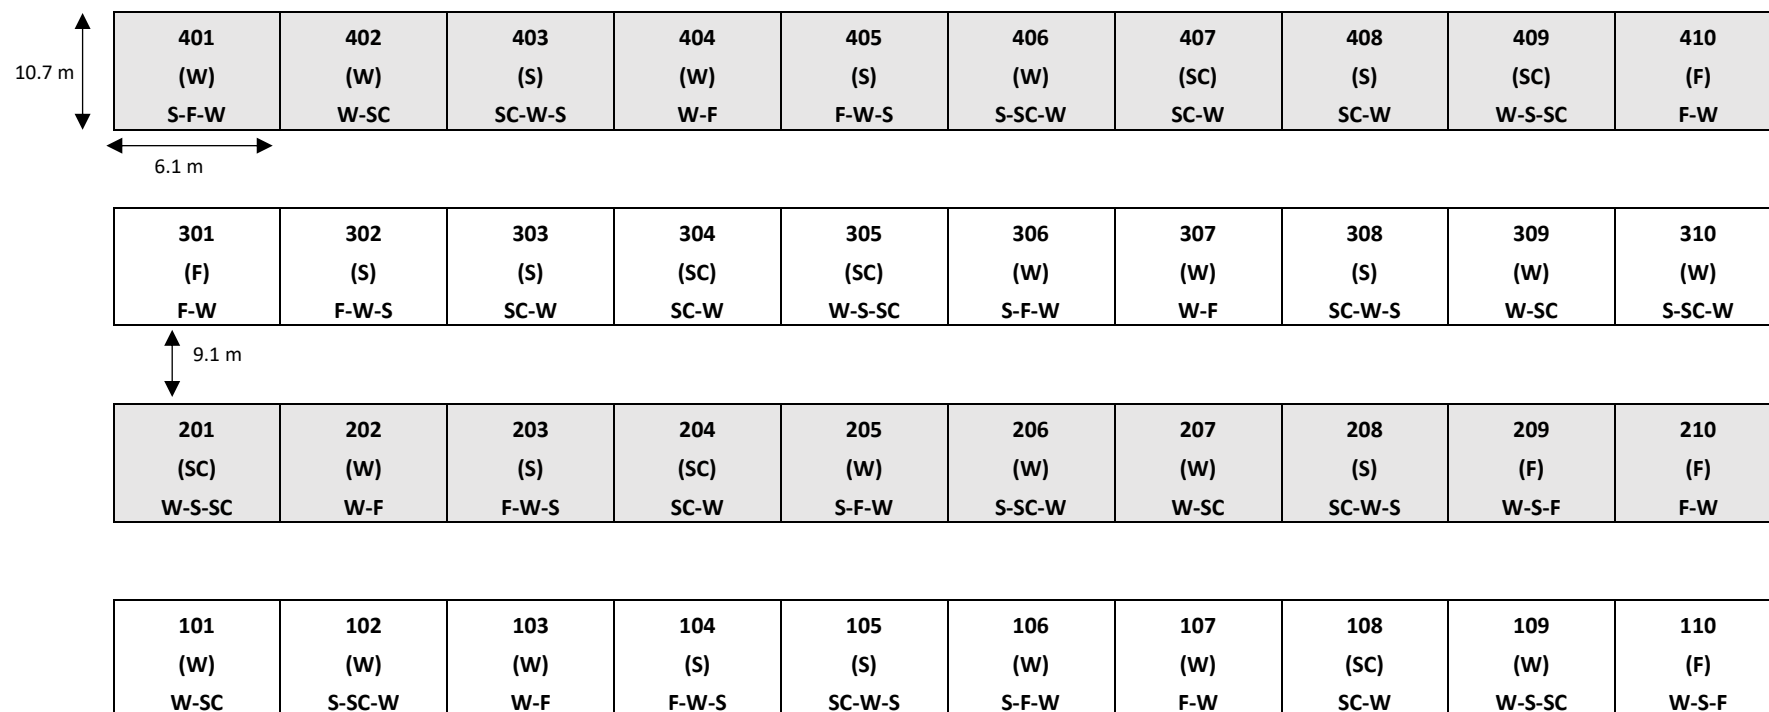 401 402 403 404 405 406 407 408 409 410
10.7 m (W) (W) (S) (W) (S) (W) (SC) (S) (SC) (F)
S-F-W W-SC SC-W-S W-F F-W-S S-SC-W SC-W SC-W W-S-SC F-W
6.1 m
301 302 303 304 305 306 307 308 309 310
(F) (S) (S) (SC) (SC) (W) (W) (S) (W) (W)
F-W F-W-S SC-W SC-W W-S-SC S-F-W W-F SC-W-S W-SC S-SC-W
9.1 m
201 202 203 204 205 206 207 208 209 210
(SC) (W) (S) (SC) (W) (W) (W) (S) (F) (F)
W-S-SC W-F F-W-S SC-W S-F-W S-SC-W W-SC SC-W-S W-S-F F-W
101 102 103 104 105 106 107 108 109 110
(W) (W) (W) (S) (S) (W) (W) (SC) (W) (F)
W-SC S-SC-W W-F F-W-S SC-W-S S-F-W F-W SC-W W-S-SC W-S-F